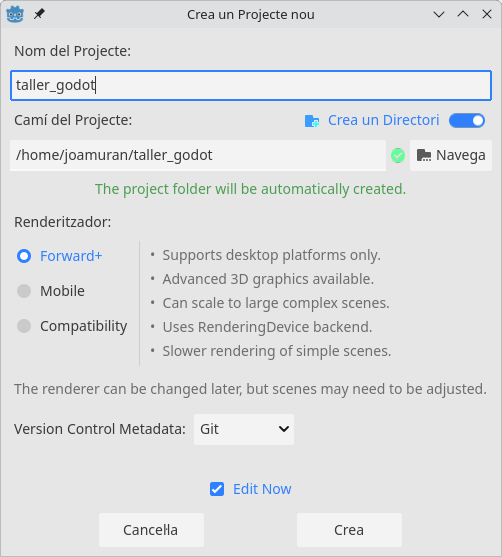 Crea un Projecte nou
Nom del Projecte:
taller_godot
Camí del Projecte:
Crea un Directori
/home/joamuran/taller_godot
Navega
The project folder will be automatically created.
Renderitzador:
Forward+
Mobile
Compatibility
• Supports desktop platforms only.
• Advanced 3D graphics available.
• Can scale to large complex scenes.
• Uses RenderingDevice backend.
• Slower rendering of simple scenes.
The renderer can be changed later, but scenes may need to be adjusted.
Version Control Metadata: Git
Edit Now
Canceŀla
Crea